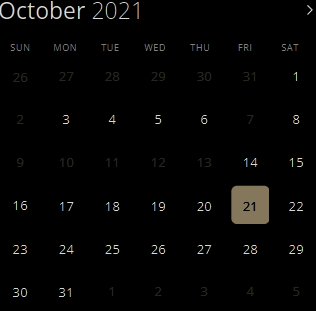 October 2021
SUN MON TUE WED THU FRI SAT
26 27 28 29 30 31 1
2 3 4 5 6 7 8
9 10 11 12 13 14 15
16 17 18 19 20 21 22
23 24 25 26 27 28 29
30 31 1 2 3 4 5